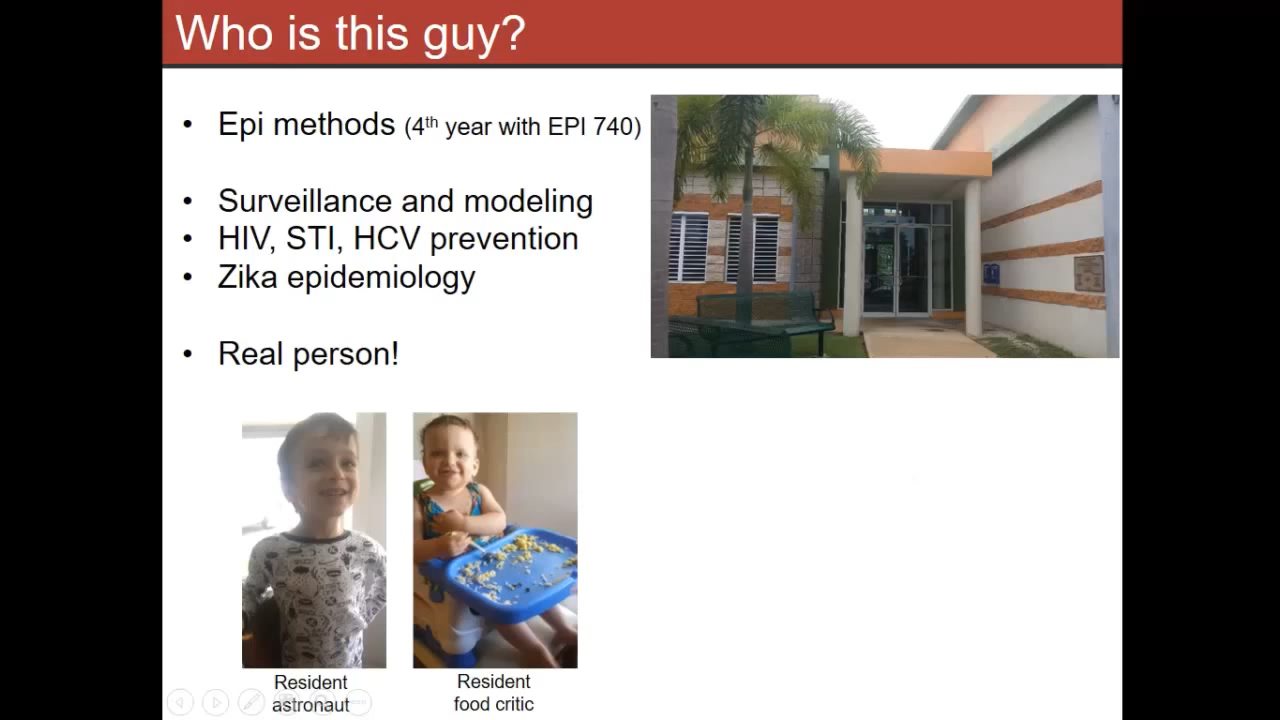 Who is this guy?
• Epi methods (4th year with EPI 740)
• Surveillance and modeling
• HIV, STI, HCV prevention
• Zika epidemiology
• Real person!
Resident
astronaut
Resident
food critic